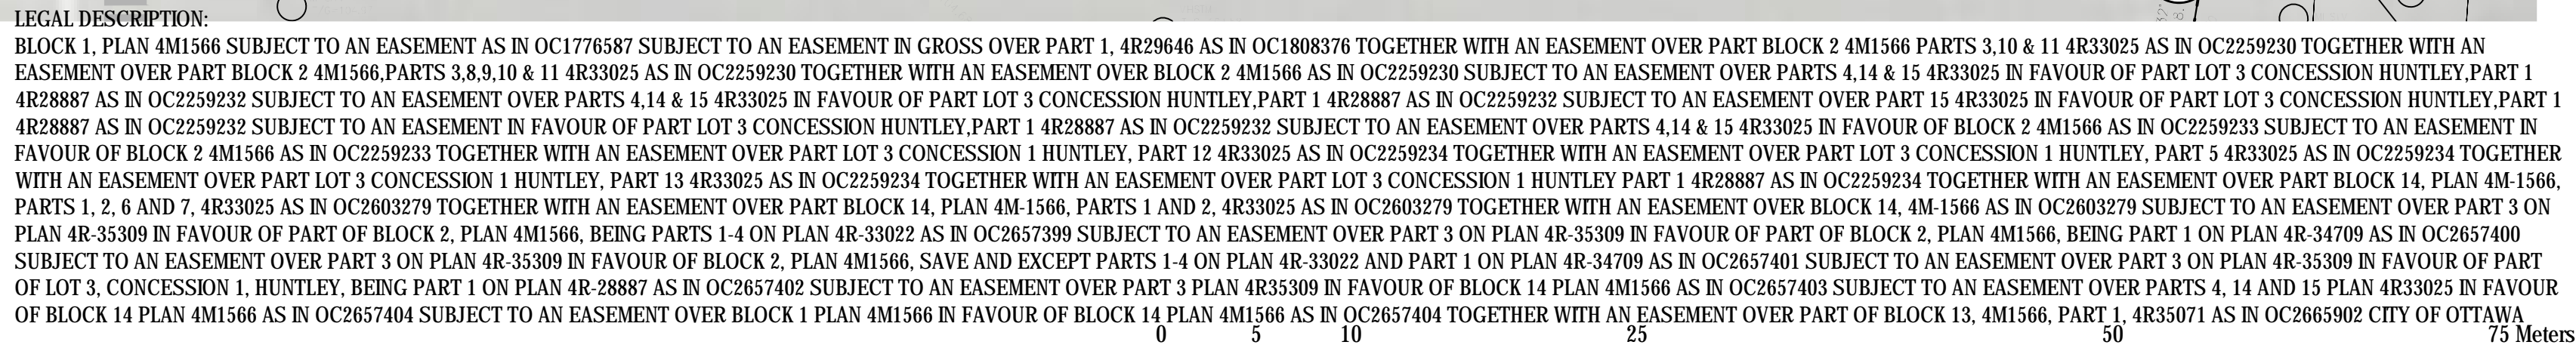 LEGAL DESCRIPTION:
BLOCK 1, PLAN 4M1566 SUBJECT TO AN EASEMENT AS IN OC1776587 SUBJECT TO AN EASEMENT IN GROSS OVER PART 1, 4R29646 AS IN OC1808376 TOGETHER WITH AN EASEMENT OVER PART BLOCK 2 4M1566 PARTS 3,10 & 11 4R33025 AS IN OC2259230 TOGETHER WITH AN
EASEMENT OVER PART BLOCK 2 4M1566,PARTS 3,8,9,10 & 11 4R33025 AS IN OC2259230 TOGETHER WITH AN EASEMENT OVER BLOCK 2 4M1566 AS IN OC2259230 SUBJECT TO AN EASEMENT OVER PARTS 4,14 & 15 4R33025 IN FAVOUR OF PART LOT 3 CONCESSION HUNTLEY,PART 1
4R28887 AS IN OC2259232 SUBJECT TO AN EASEMENT OVER PARTS 4,14 & 15 4R33025 IN FAVOUR OF PART LOT 3 CONCESSION HUNTLEY,PART 1 4R28887 AS IN OC2259232 SUBJECT TO AN EASEMENT OVER PART 15 4R33025 IN FAVOUR OF PART LOT 3 CONCESSION HUNTLEY,PART 1
4R28887 AS IN OC2259232 SUBJECT TO AN EASEMENT IN FAVOUR OF PART LOT 3 CONCESSION HUNTLEY,PART 1 4R28887 AS IN OC2259232 SUBJECT TO AN EASEMENT OVER PARTS 4,14 & 15 4R33025 IN FAVOUR OF BLOCK 2 4M1566 AS IN OC2259233 SUBJECT TO AN EASEMENT IN
FAVOUR OF BLOCK 2 4M1566 AS IN OC2259233 TOGETHER WITH AN EASEMENT OVER PART LOT 3 CONCESSION 1 HUNTLEY, PART 12 4R33025 AS IN OC2259234 TOGETHER WITH AN EASEMENT OVER PART LOT 3 CONCESSION 1 HUNTLEY, PART 5 4R33025 AS IN OC2259234 TOGETHER
WITH AN EASEMENT OVER PART LOT 3 CONCESSION 1 HUNTLEY, PART 13 4R33025 AS IN OC2259234 TOGETHER WITH AN EASEMENT OVER PART LOT 3 CONCESSION 1 HUNTLEY PART 1 4R28887 AS IN OC2259234 TOGETHER WITH AN EASEMENT OVER PART BLOCK 14, PLAN 4M-1566,
PARTS 1, 2, 6 AND 7, 4R33025 AS IN OC2603279 TOGETHER WITH AN EASEMENT OVER PART BLOCK 14, PLAN 4M-1566, PARTS 1 AND 2, 4R33025 AS IN OC2603279 TOGETHER WITH AN EASEMENT OVER BLOCK 14, 4M-1566 AS IN OC2603279 SUBJECT TO AN EASEMENT OVER PART 3 ON
PLAN 4R-35309 IN FAVOUR OF PART OF BLOCK 2, PLAN 4M1566, BEING PARTS 1-4 ON PLAN 4R-33022 AS IN OC2657399 SUBJECT TO AN EASEMENT OVER PART 3 ON PLAN 4R-35309 IN FAVOUR OF PART OF BLOCK 2, PLAN 4M1566, BEING PART 1 ON PLAN 4R-34709 AS IN OC2657400
SUBJECT TO AN EASEMENT OVER PART 3 ON PLAN 4R-35309 IN FAVOUR OF BLOCK 2, PLAN 4M1566, SAVE AND EXCEPT PARTS 1-4 ON PLAN 4R-33022 AND PART 1 ON PLAN 4R-34709 AS IN OC2657401 SUBJECT TO AN EASEMENT OVER PART 3 ON PLAN 4R-35309 IN FAVOUR OF PART
OF LOT 3, CONCESSION 1, HUNTLEY, BEING PART 1 ON PLAN 4R-28887 AS IN OC2657402 SUBJECT TO AN EASEMENT OVER PART 3 PLAN 4R35309 IN FAVOUR OF BLOCK 14 PLAN 4M1566 AS IN OC2657403 SUBJECT TO AN EASEMENT OVER PARTS 4, 14 AND 15 PLAN 4R33025 IN FAVOUR
OF BLOCK 14 PLAN 4M1566 AS IN OC2657404 SUBJECT TO AN EASEMENT OVER BLOCK 1 PLAN 4M1566 IN FAVOUR OF BLOCK 14 PLAN 4M1566 AS IN OC2657404 TOGETHER WITH AN EASEMENT OVER PART OF BLOCK 13, 4M1566, PART 1, 4R35071 AS IN OC2665902 CITY OF OTTAWA
0 5 10 25 50 75 Meters